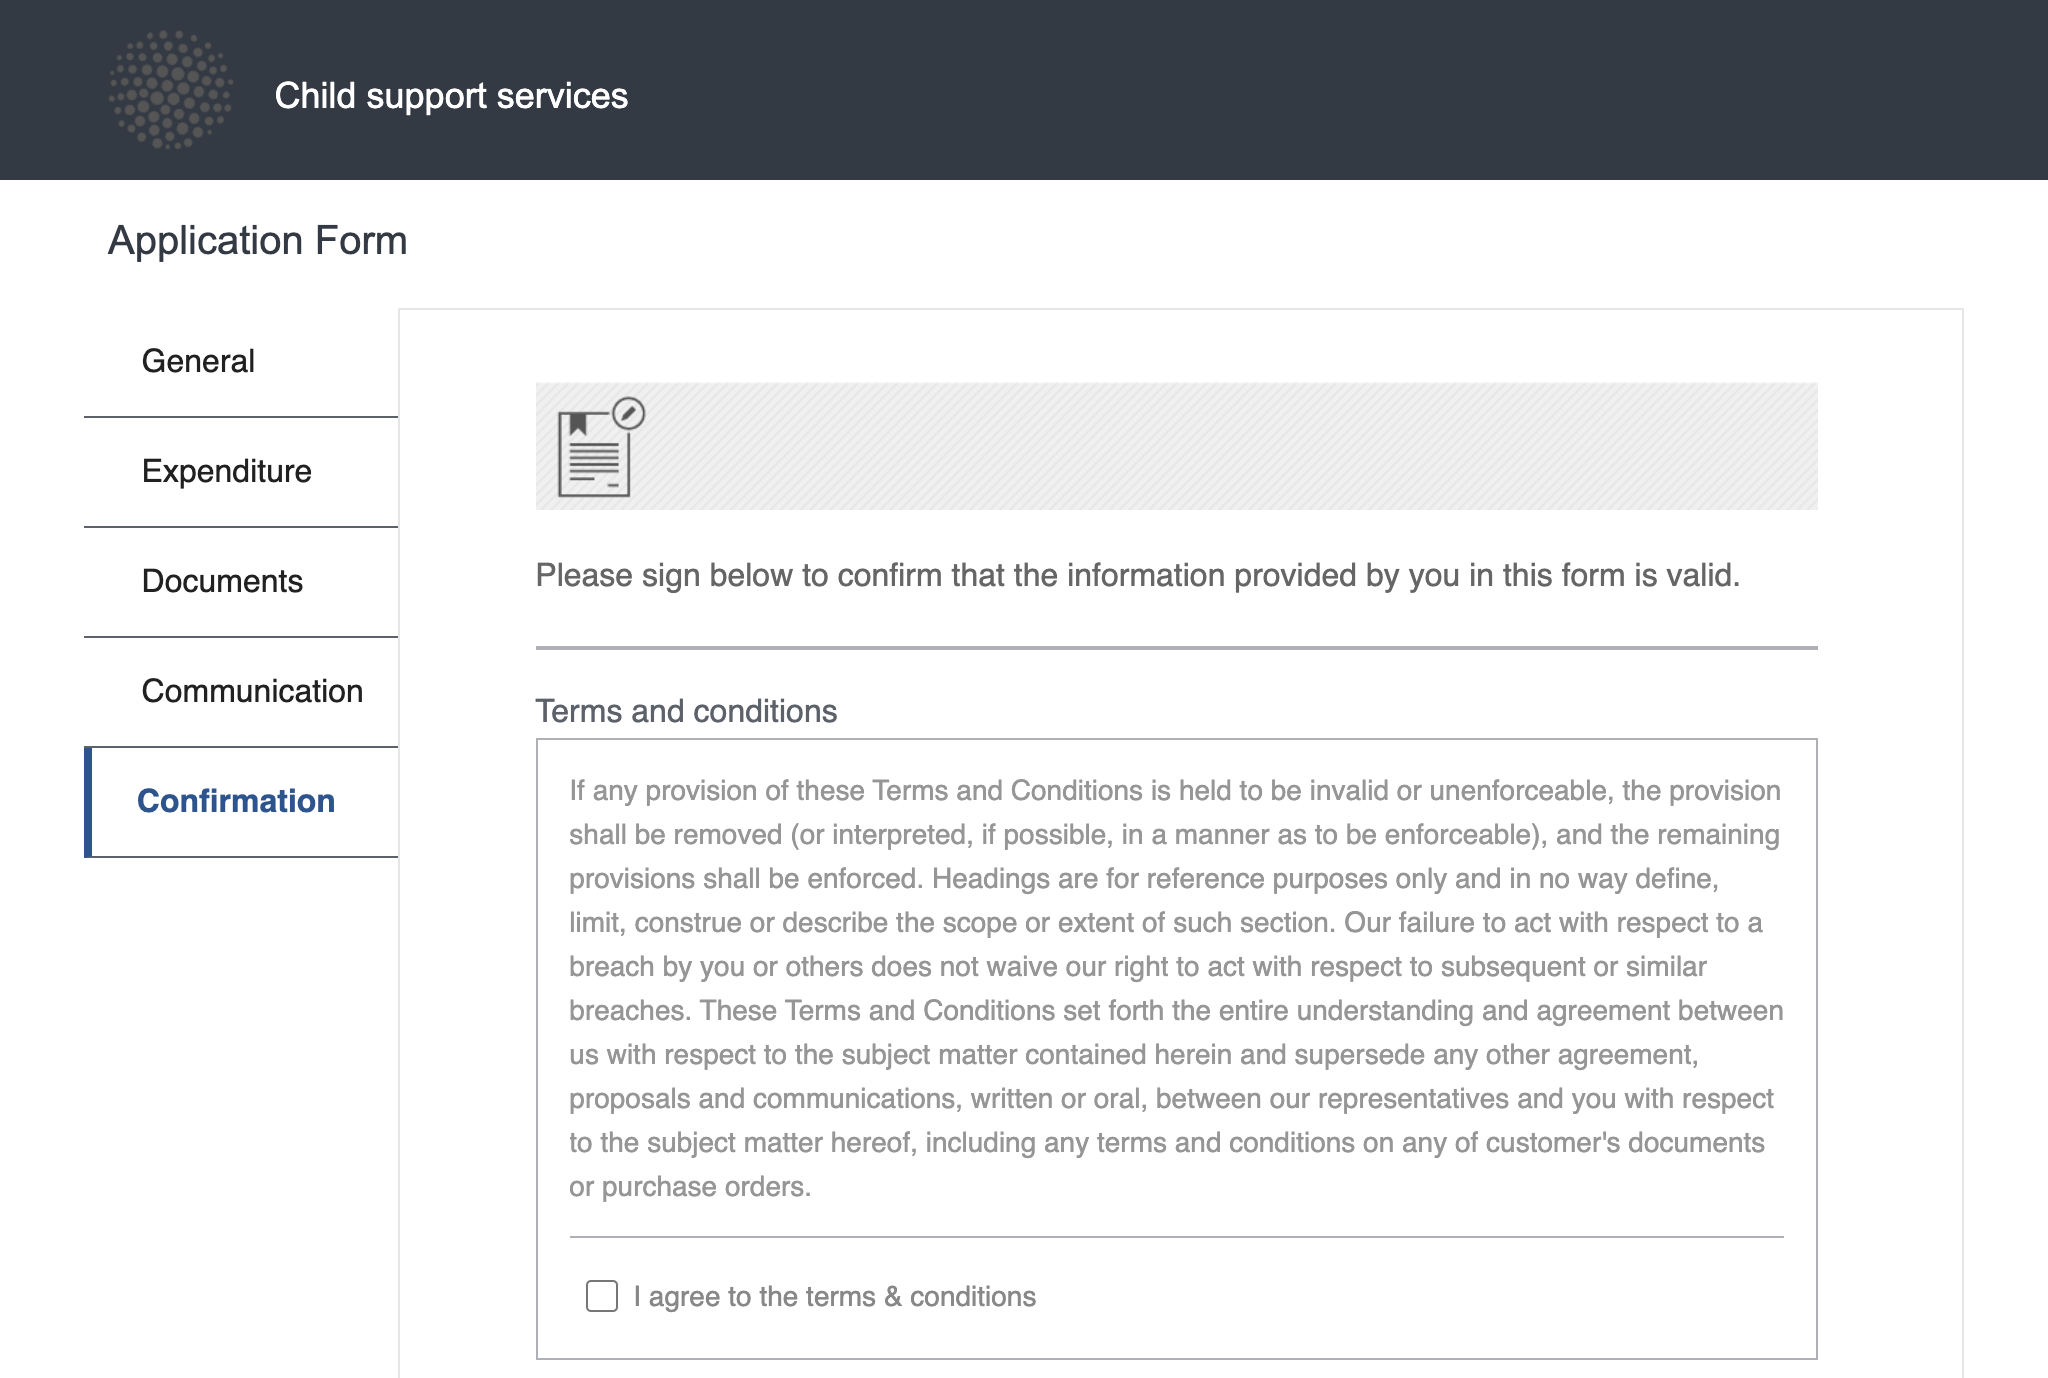 Child support services
Application Form
General
Expenditure
Documents
Communication
Confirmation
Please sign below to confirm that the information provided by you in this form is valid.
Terms and conditions
If any provision of these Terms and Conditions is held to be invalid or unenforceable, the provision
shall be removed (or interpreted, if possible, in a manner as to be enforceable), and the remaining
provisions shall be enforced. Headings are for reference purposes only and in no way define,
limit, construe or describe the scope or extent of such section. Our failure to act with respect to a
breach by you or others does not waive our right to act with respect to subsequent or similar
breaches. These Terms and Conditions set forth the entire understanding and agreement between
us with respect to the subject matter contained herein and supersede any other agreement,
proposals and communications, written or oral, between our representatives and you with respect
to the subject matter hereof, including any terms and conditions on any of customer's documents
or purchase orders.
I agree to the terms & conditions